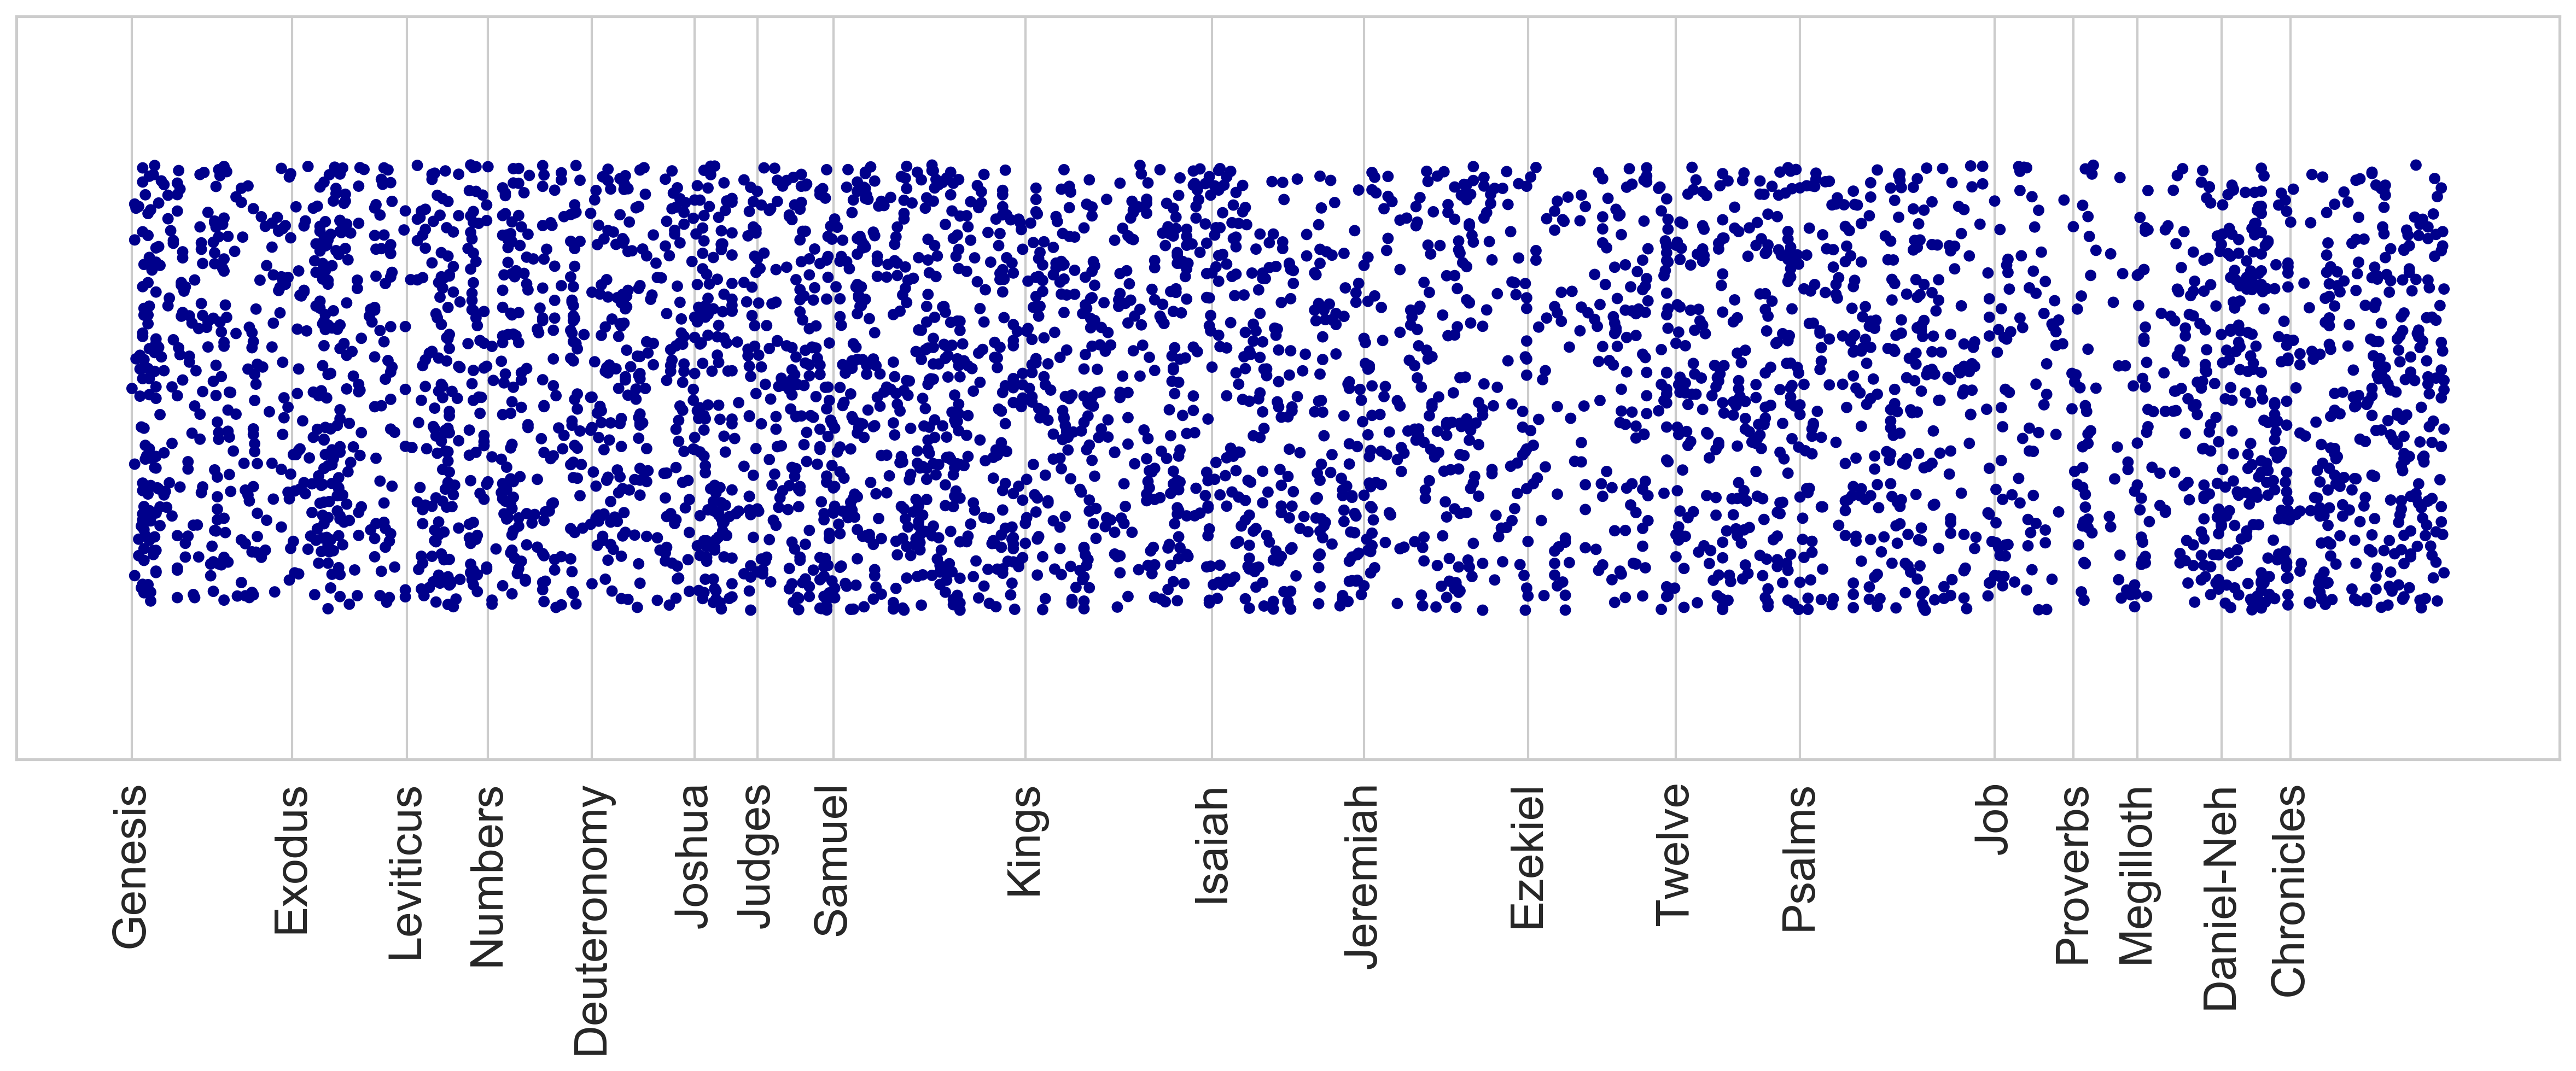 Genesis
Exodus
Leviticus
Numbers
Deuteronomy
Joshua
Judges
Samuel
Kings
Isaiah
Jeremiah
Ezekiel
Twelve
Psalms
Job
Proverbs
Megilloth
Daniel-Neh
Chronicles